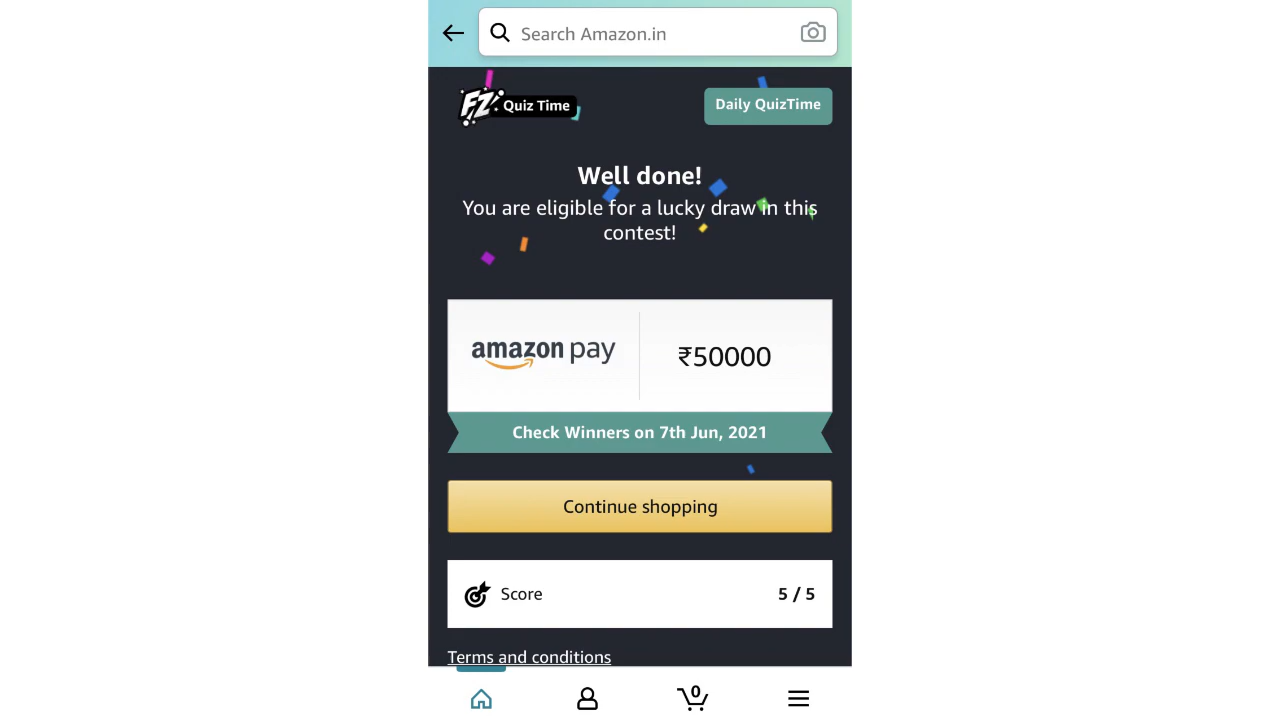 Search Amazon.in
FZ Quiz Time
Daily QuizTime
Well done!
You are eligible for a lucky draw in this
contest!
amazon pay
₹50000
Check Winners on 7th Jun, 2021
Continue shopping
Score
5 / 5
Terms and conditions
0